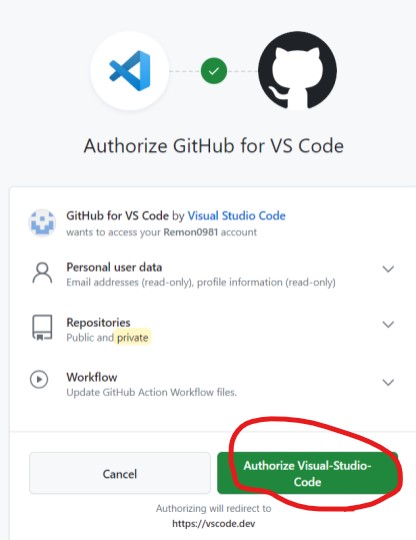 Authorize GitHub for VS Code
GitHub for VS Code by Visual Studio Code
wants to access your Remon0981 account
Personal user data
Email addresses (read-only), profile information (read-only)
Repositories
Public and private
Workflow
Update GitHub Action Workflow files.
Cancel
Authorize Visual-Studio-
Code
Authorizing will redirect to
https://vscode.dev